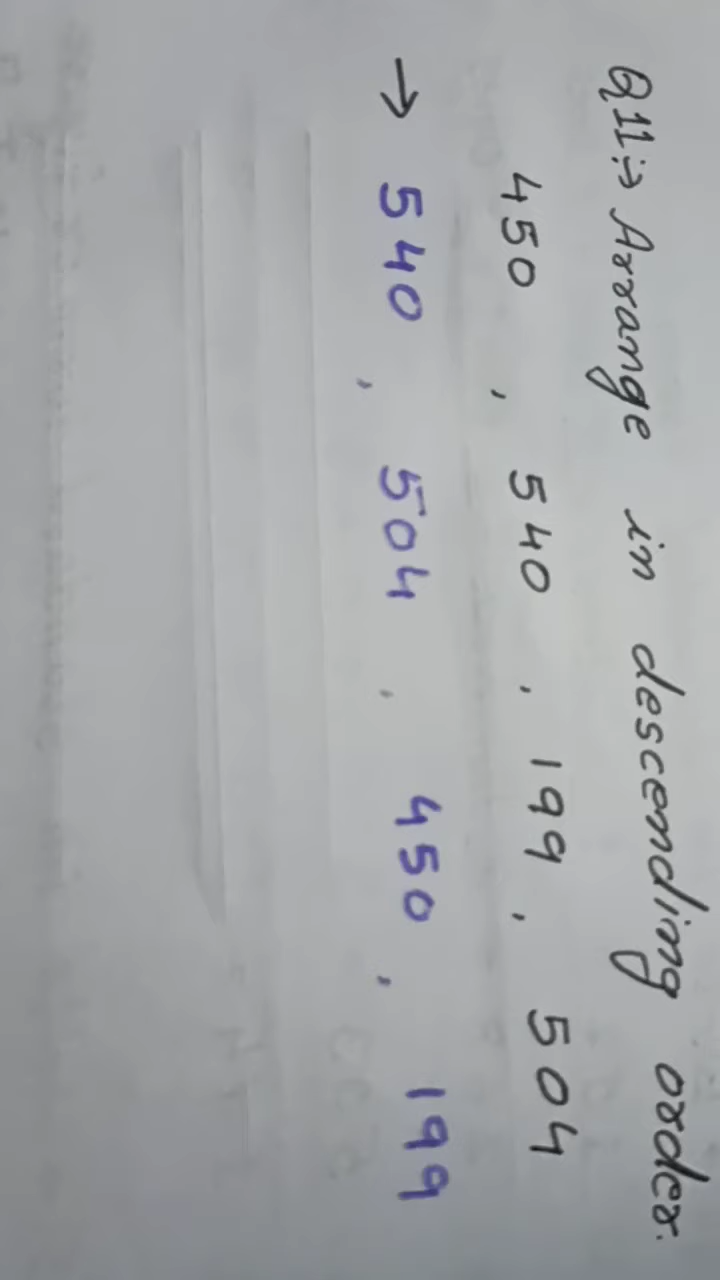 Q11:→ Arrange in descending order.
450 , 540 , 199 , 504
→ 540 , 504 , 450 , 199